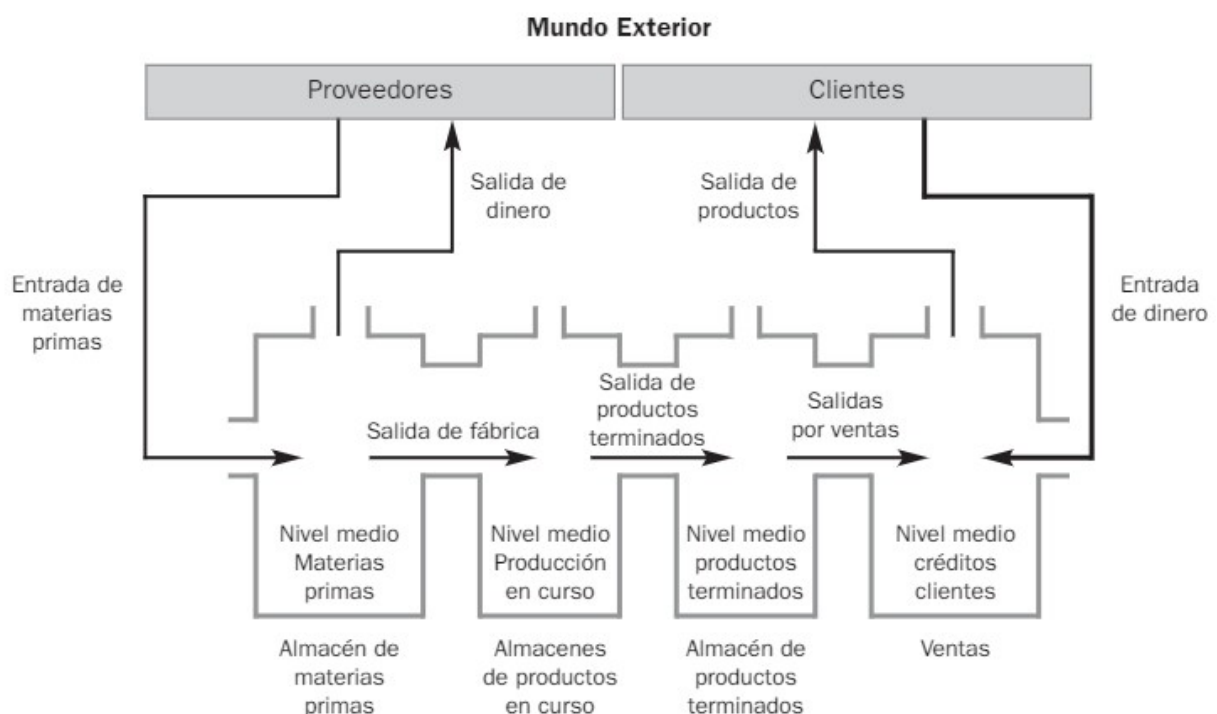 Mundo Exterior
Proveedores
Clientes
Salida de
dinero
Salida de
productos
Entrada de
materias
primas
Entrada
de dinero
Salida de fábrica
Salida de
productos
terminados
Salidas
por ventas
Nivel medio
Materias
primas
Nivel medio
Producción
en curso
Nivel medio
productos
terminados
Nivel medio
créditos
clientes
Almacén de
materias
primas
Almacenes
de productos
en curso
Almacén de
productos
terminados
Ventas